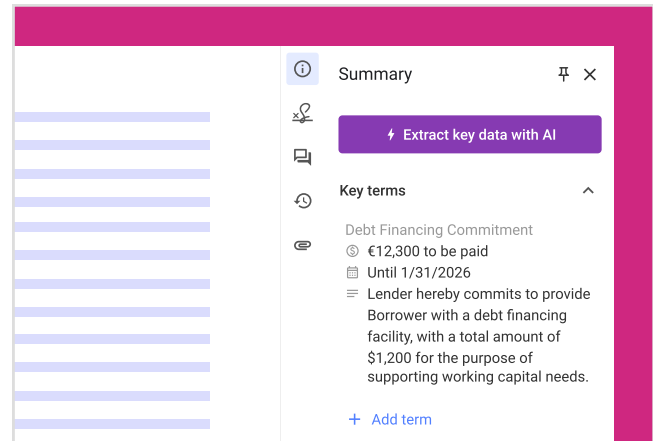 Summary
Extract key data with AI
Key terms
Debt Financing Commitment
€12,300 to be paid
Until 1/31/2026
Lender hereby commits to provide
Borrower with a debt financing
facility, with a total amount of
$1,200 for the purpose of
supporting working capital needs.
+ Add term